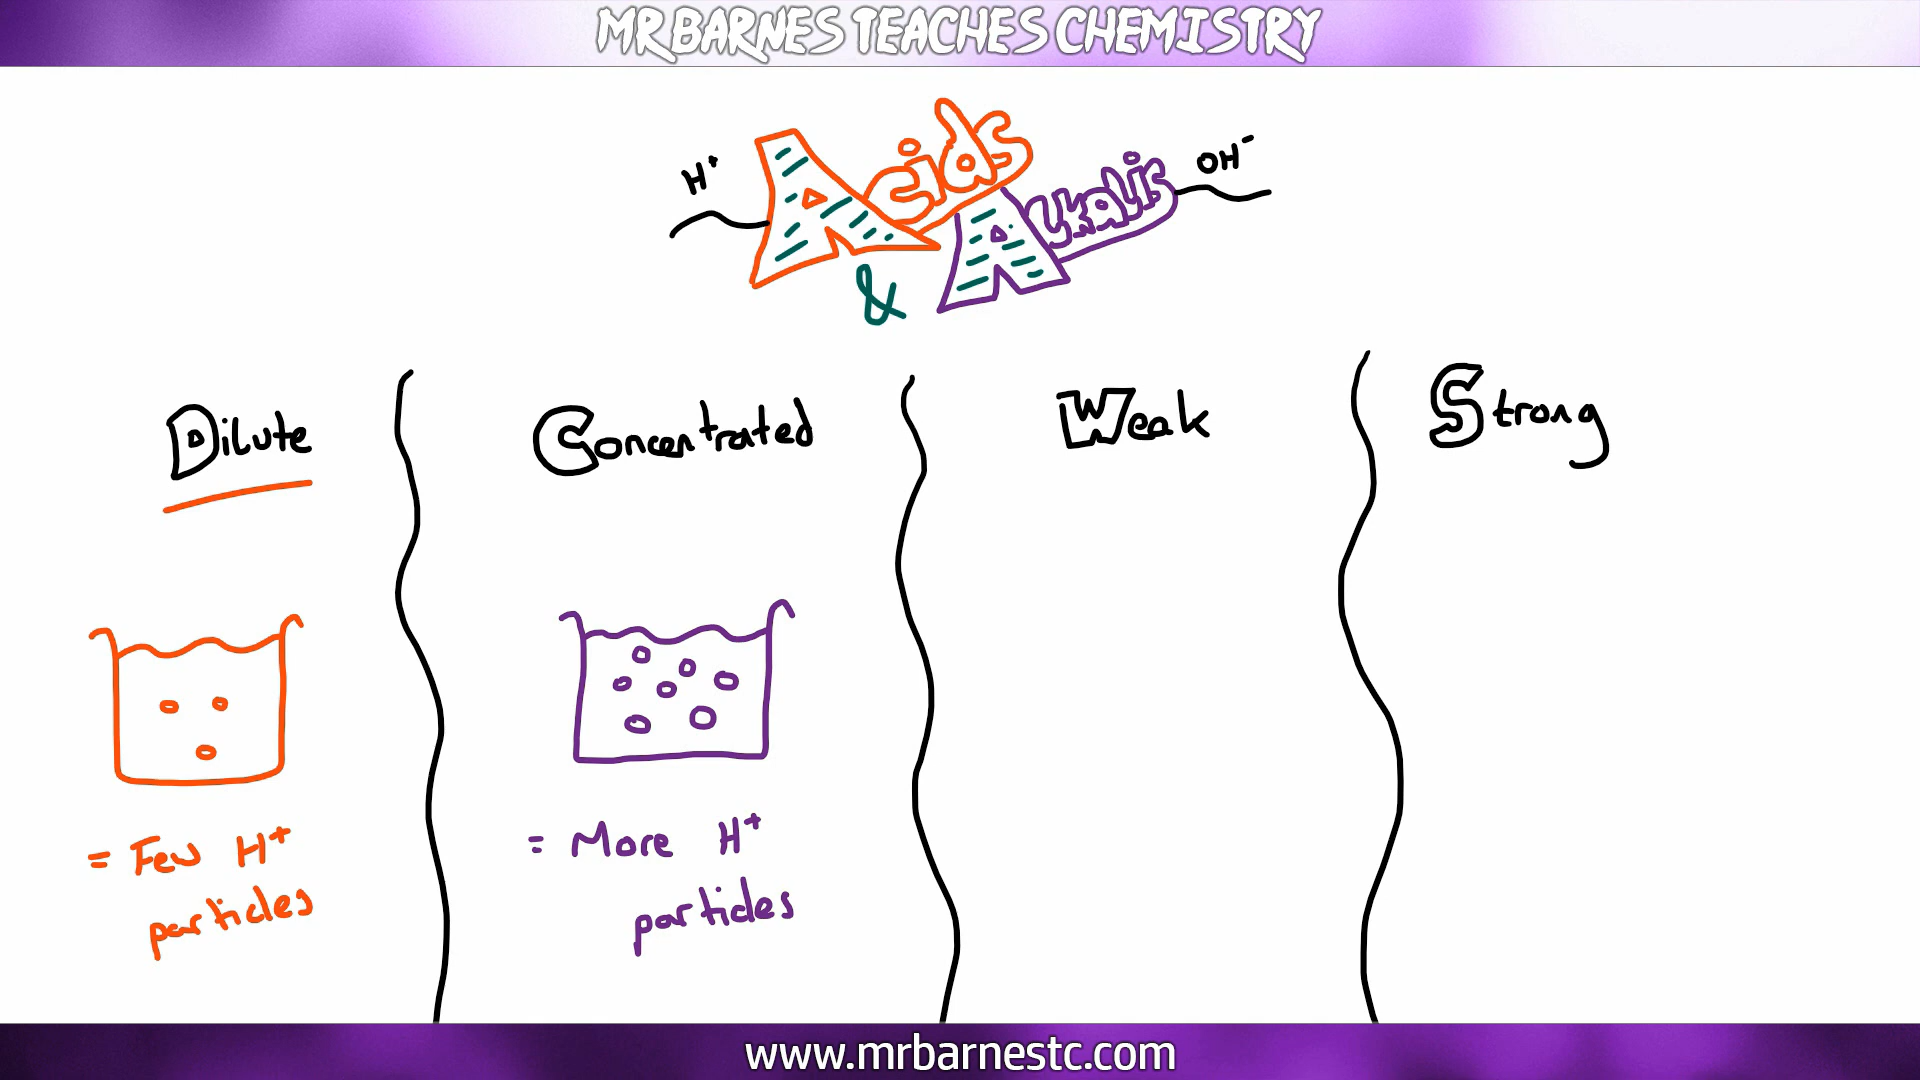 MR BARNES TEACHES CHEMISTRY
H⁺ Acids
& Alkalis OH⁻
Dilute
Concentrated
Weak
Strong
= Few H⁺
particles
= More H⁺
particles
www.mrbarnestc.com